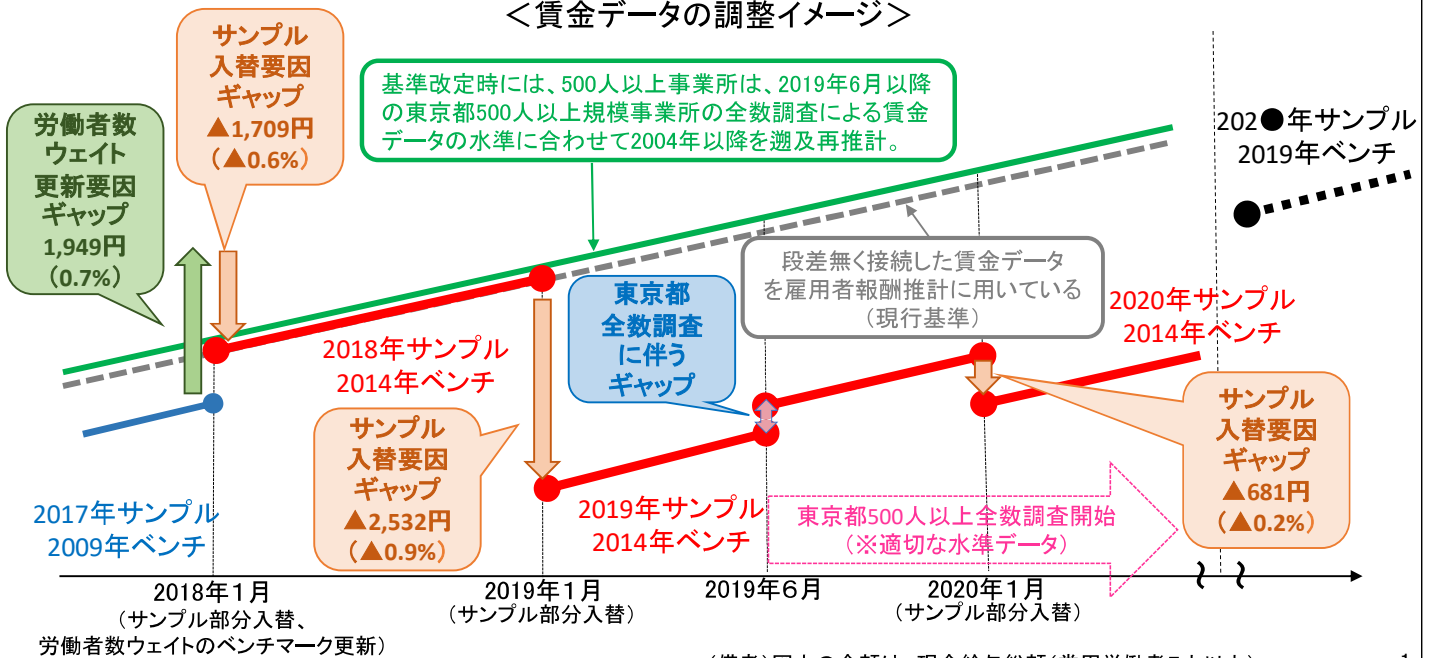 ＜賃金データの調整イメージ＞
サンプル
入替要因
ギャップ
▲1,709円
(▲0.6%)
労働者数
ウェイト
更新要因
ギャップ
1,949円
(0.7%)
基準改定時には、500人以上事業所は、2019年6月以降
の東京都500人以上規模事業所の全数調査による賃金
データの水準に合わせて2004年以降を遡及再推計。
202●年サンプル
2019年ベンチ
段差無く接続した賃金データ
を雇用者報酬推計に用いている
（現行基準）
東京都
全数調査
に伴う
ギャップ
2018年サンプル
2014年ベンチ
2020年サンプル
2014年ベンチ
サンプル
入替要因
ギャップ
▲2,532円
(▲0.9%)
サンプル
入替要因
ギャップ
▲681円
(▲0.2%)
2017年サンプル
2009年ベンチ
2019年サンプル
2014年ベンチ
東京都500人以上全数調査開始
（※適切な水準データ）
2018年１月
（サンプル部分入替、
労働者数ウェイトのベンチマーク更新）
2019年１月
（サンプル部分入替）
2019年６月
2020年１月
（サンプル部分入替）